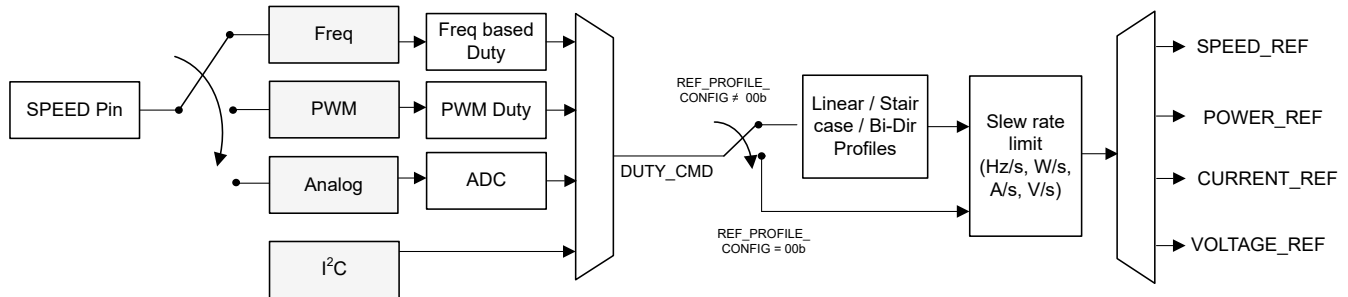 SPEED Pin
Freq
PWM
Analog
I²C
Freq based
Duty
PWM Duty
ADC
DUTY_CMD
REF_PROFILE_
CONFIG ≠ 00b
REF_PROFILE_
CONFIG = 00b
Linear / Stair
case / Bi-Dir
Profiles
Slew rate
limit
(Hz/s, W/s,
A/s, V/s)
SPEED_REF
POWER_REF
CURRENT_REF
VOLTAGE_REF